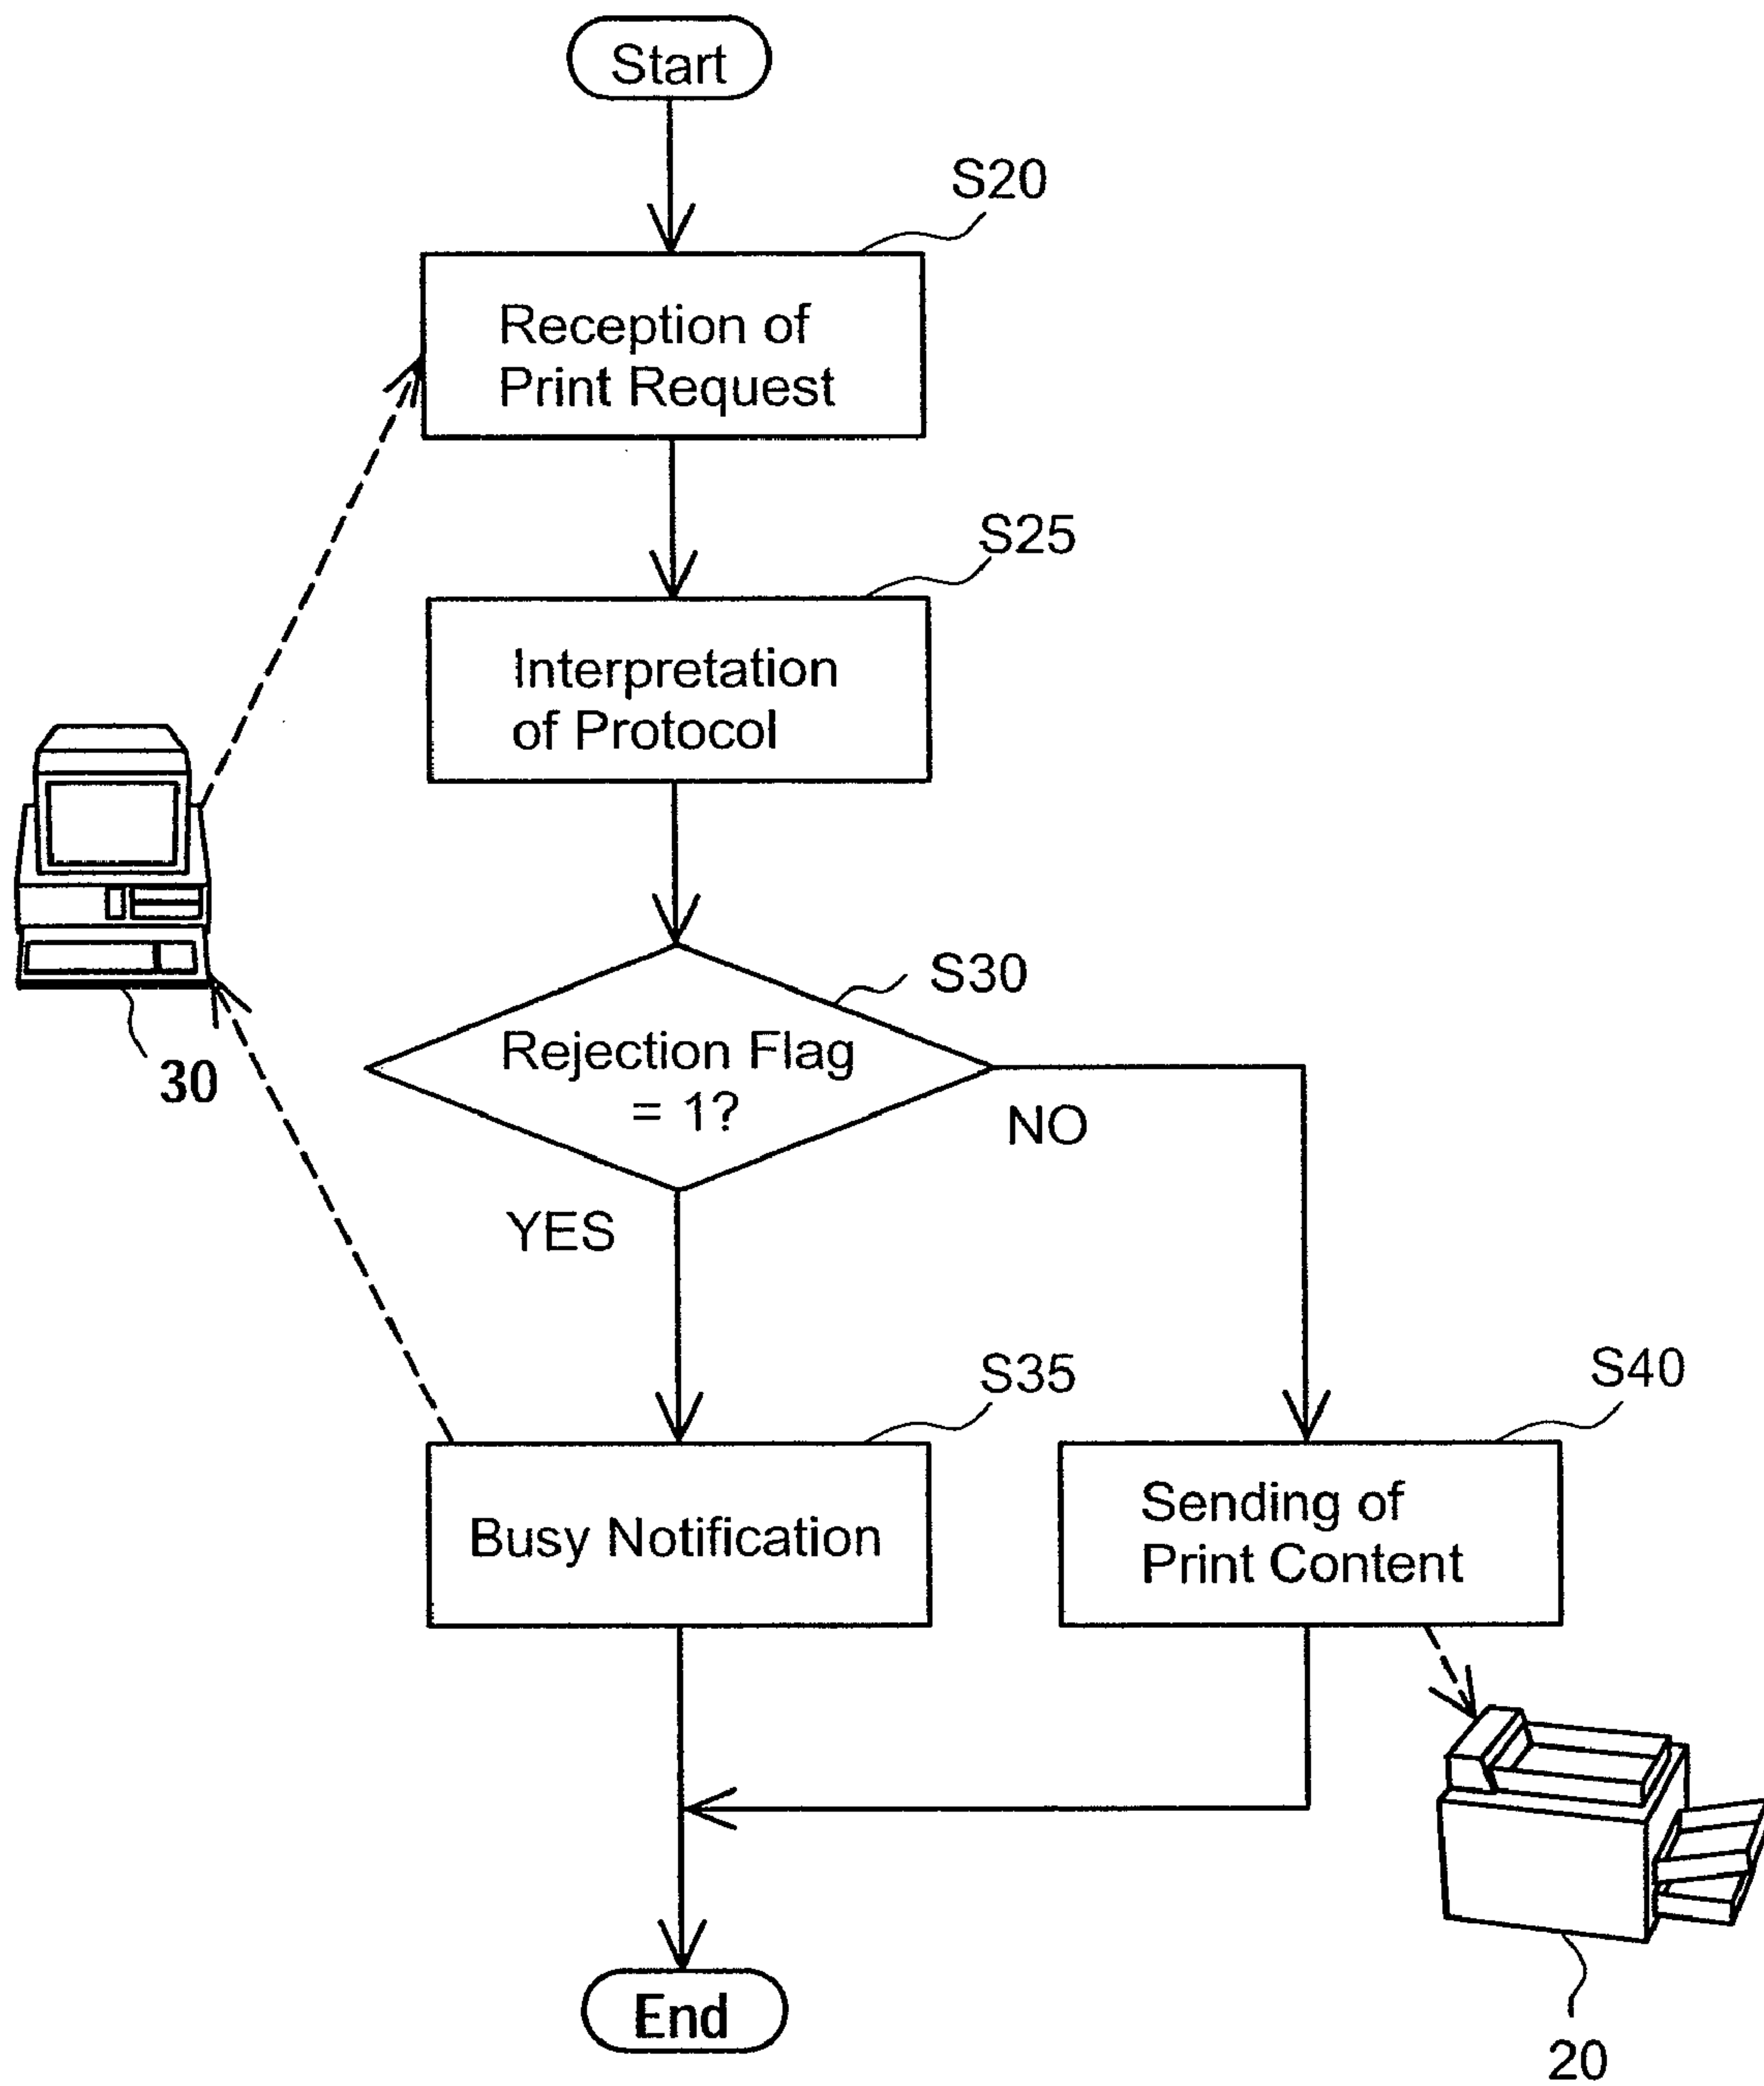 Start
S20
Reception of
Print Request
S25
Interpretation
of Protocol
S30
Rejection Flag
= 1?
NO
30
YES
S35
S40
Busy Notification
Sending of
Print Content
End
20